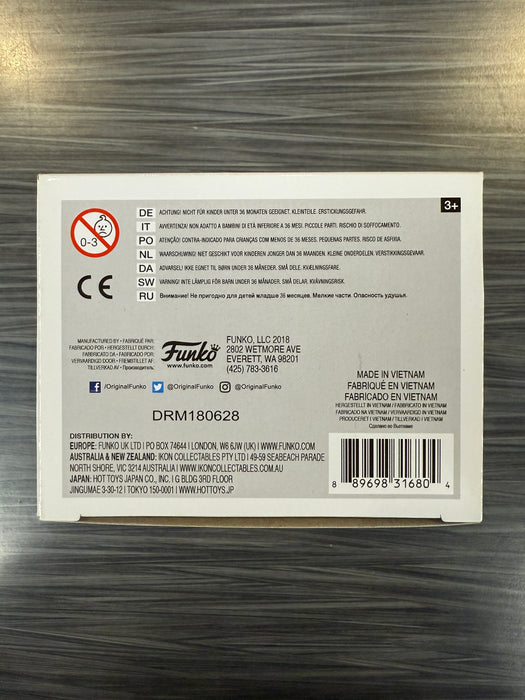 0-3
DE ACHTUNG! NICHT FÜR KINDER UNTER 36 MONATEN GEEIGNET. KLEINTEILE. ERSTICKUNGSGEFAHR.
IT AVVERTENZA! NON ADATTO A BAMBINI DI ETÀ INFERIORE A 36 MESI. PICCOLE PARTI. RISCHIO DI SOFFOCAMENTO.
PO ATENÇÃO! CONTRA-INDICADO PARA CRIANÇAS COM MENOS DE 36 MESES. PEQUENAS PARTES. RISCO DE ASFIXIA.
NL WAARSCHUWING! NIET GESCHIKT VOOR KINDEREN JONGER DAN 36 MAANDEN. KLEINE ONDERDELEN. VERSTIKKINGSGEVAAR.
DA ADVARSEL! IKKE EGNET TIL BØRN UNDER 36 MÅNEDER. SMÅ DELE. KVÆLNINGSFARE.
SW VARNING! INTE LÄMPLIG FÖR BARN UNDER 36 MÅNADER. SMÅ DELAR. KVÄVNINGSRISK.
RU Внимание! Не пригодно для детей младше 36 месяцев. Мелкие части. Опасность удушья.
3+
CE
MANUFACTURED BY • FABRIQUÉ PAR:
FABRICADO POR: • HERGESTELLT DURCH:
FABBRICATO DA • FABRICADO POR:
VERVAARDIGD DOOR • FREMSTILLET AF:
TILLVERKAD AV • Производитель:
Funko
www.funko.com
FUNKO, LLC 2018
2802 WETMORE AVE
EVERETT, WA 98201
(425) 783-3616
/OriginalFunko @OriginalFunko @OriginalFunko
DRM180628
MADE IN VIETNAM
FABRIQUÉ EN VIETNAM
FABRICADO EN VIETNAM
HERGESTELLT IN VIETNAM / FABBRICATO IN VIETNAM
FABRICADO NA VIETNAM / VERVAARDIGD IN VIETNAM
PRODUCERET I VIETNAM / TILLVERKAD I VIETNAM
Сделано во Вьетнаме
DISTRIBUTION BY:
EUROPE: FUNKO UK LTD | PO BOX 74644 | LONDON, W6 6JW (UK) | WWW.FUNKO.COM
AUSTRALIA & NEW ZEALAND: IKON COLLECTABLES PTY LTD | 49-59 SEABEACH PARADE
NORTH SHORE, VIC 3214 AUSTRALIA | WWW.IKONCOLLECTABLES.COM
JAPAN: HOT TOYS JAPAN CO., INC. | G BLDG 3RD FLOOR
JINGUMAE 3-30-12 | TOKYO 150-0001 | WWW.HOTTOYS.JP
8 89698 31680 4